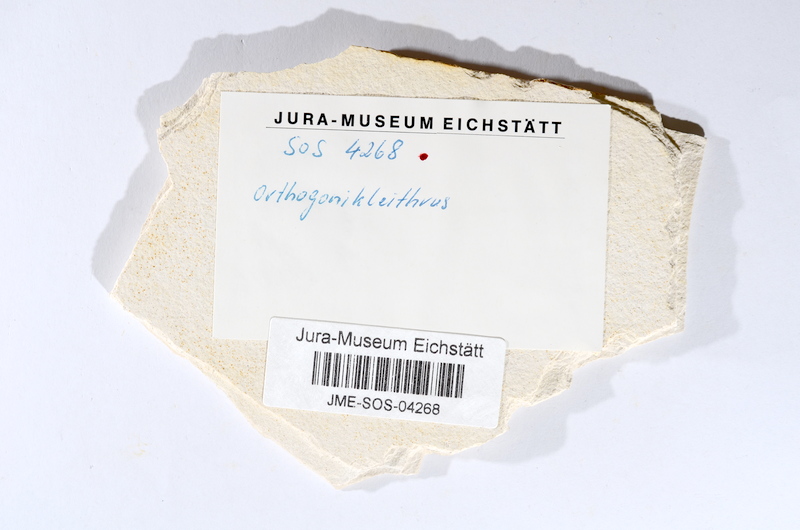 JURA-MUSEUM EICHSTÄTT
SOS 4268
Orthogonikleithrus
Jura-Museum Eichstätt
JME-SOS-04268